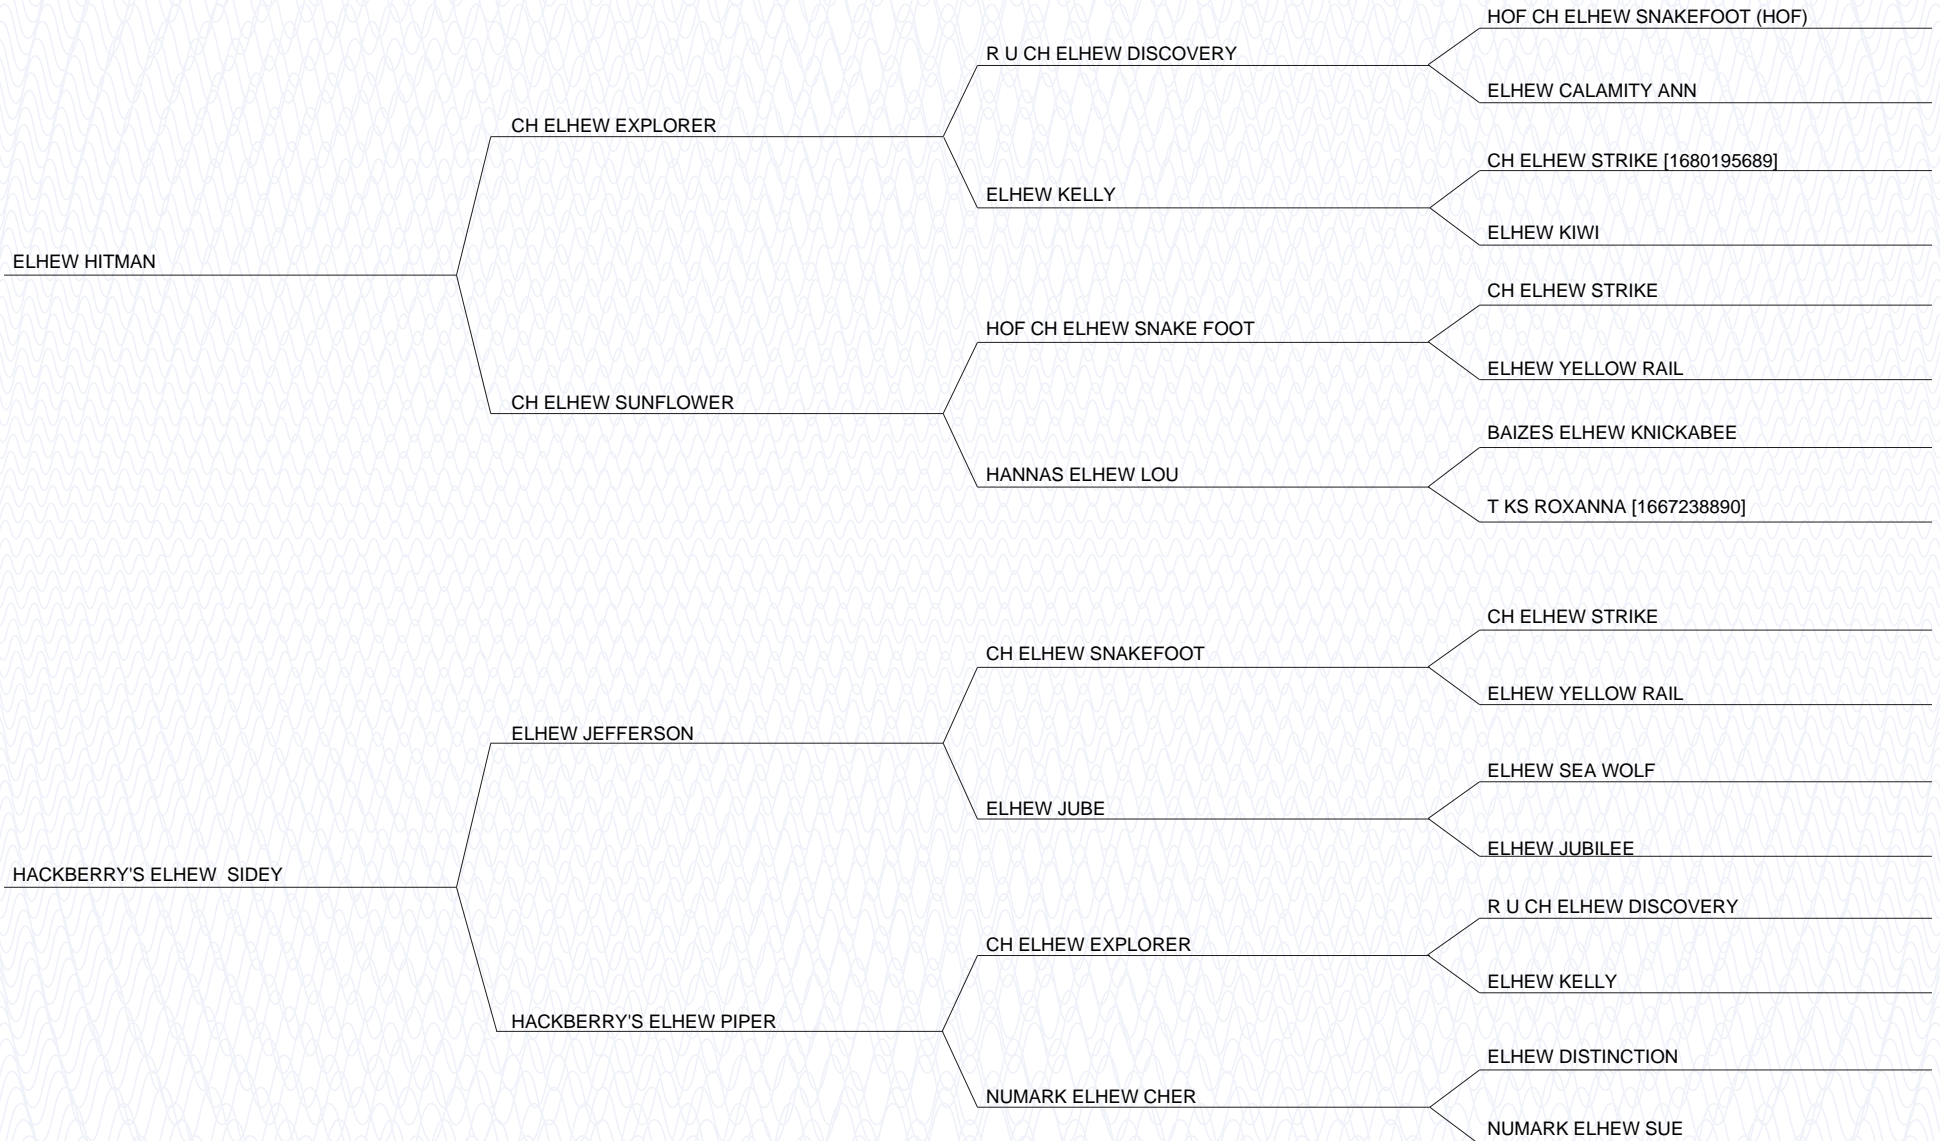 HOF CH ELHEW SNAKEFOOT (HOF)
R U CH ELHEW DISCOVERY
ELHEW CALAMITY ANN
CH ELHEW EXPLORER
CH ELHEW STRIKE [1680195689]
ELHEW KELLY
ELHEW KIWI
ELHEW HITMAN
CH ELHEW STRIKE
HOF CH ELHEW SNAKE FOOT
ELHEW YELLOW RAIL
CH ELHEW SUNFLOWER
BAIZES ELHEW KNICKABEE
HANNAS ELHEW LOU
T KS ROXANNA [1667238890]
CH ELHEW STRIKE
CH ELHEW SNAKEFOOT
ELHEW YELLOW RAIL
ELHEW JEFFERSON
ELHEW SEA WOLF
ELHEW JUBE
ELHEW JUBILEE
HACKBERRY'S ELHEW  SIDEY
R U CH ELHEW DISCOVERY
CH ELHEW EXPLORER
ELHEW KELLY
HACKBERRY'S ELHEW PIPER
ELHEW DISTINCTION
NUMARK ELHEW CHER
NUMARK ELHEW SUE